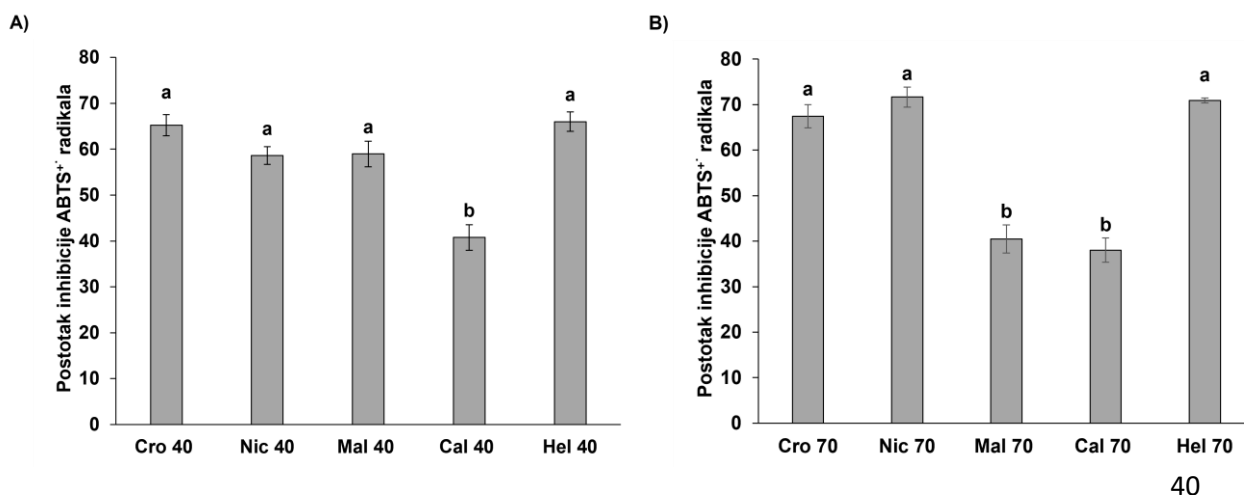 A)
Postotak inhibicije ABTS⁺˙ radikala
80
70
60
50
40
30
20
10
0
a
a
a
b
a
Cro 40 Nic 40 Mal 40 Cal 40 Hel 40
B)
Postotak inhibicije ABTS⁺˙ radikala
80
70
60
50
40
30
20
10
0
a
a
b
b
a
Cro 70 Nic 70 Mal 70 Cal 70 Hel 70
40